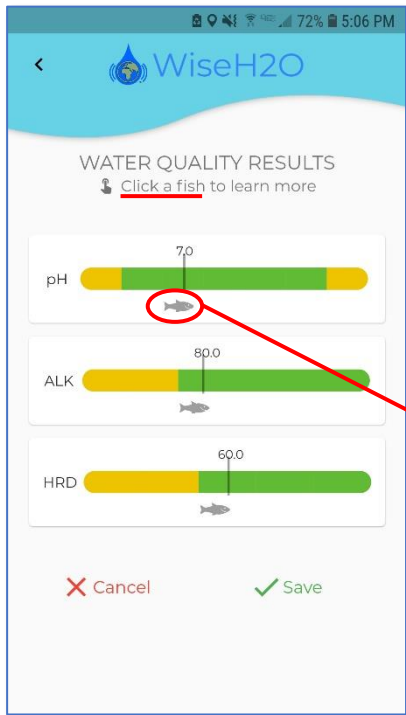 72% 5:06 PM
WiseH2O
WATER QUALITY RESULTS
Click a fish to learn more
7.0
pH
80.0
ALK
60.0
HRD
Cancel
Save